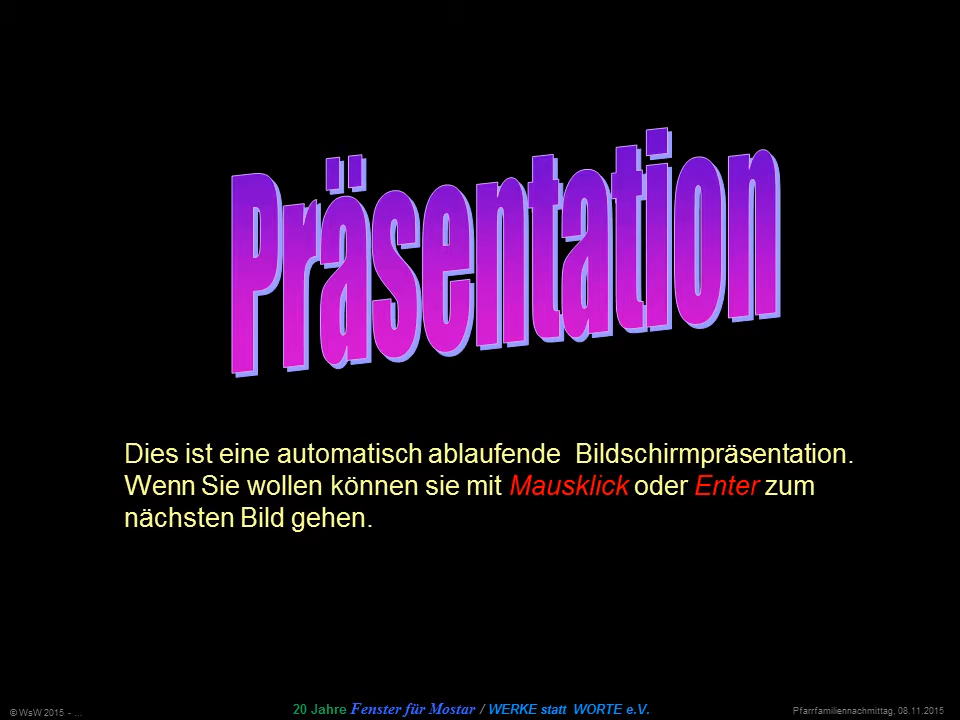 Präsentation
Dies ist eine automatisch ablaufende  Bildschirmpräsentation.
Wenn Sie wollen können sie mit Mausklick oder Enter zum
nächsten Bild gehen.
© WsW 2015 - ...
20 Jahre Fenster für Mostar / WERKE statt WORTE e.V.
Pfarrfamiliennachmittag, 08.11.2015